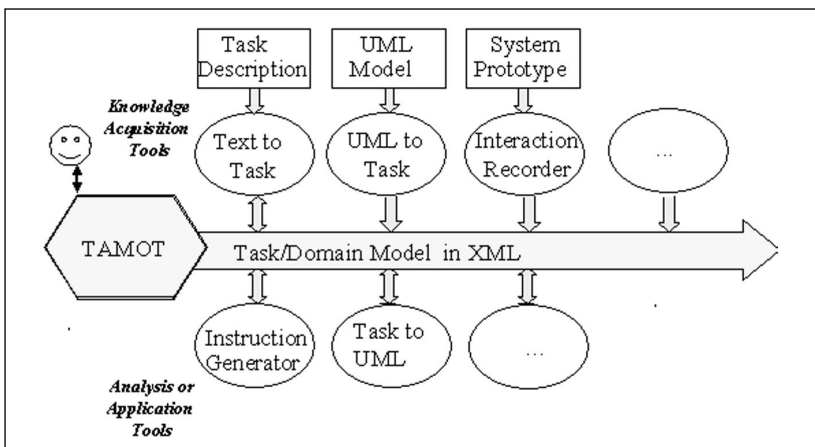 Task
Description
UML
Model
System
Prototype
Knowledge
Acquisition
Tools
Text to
Task
UML to
Task
Interaction
Recorder
...
TAMOT
Task/Domain Model in XML
Instruction
Generator
Task to
UML
...
Analysis or
Application
Tools